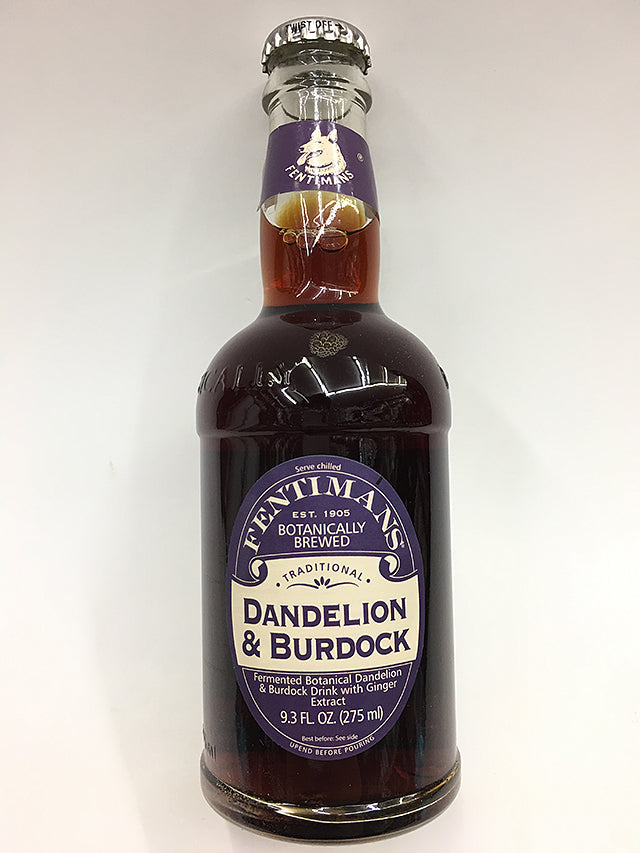 TWIST OFF
FENTIMANS
®
Serve chilled
FENTIMANS
EST. 1905
BOTANICALLY
BREWED
• TRADITIONAL •
DANDELION
& BURDOCK
Fermented Botanical Dandelion
& Burdock Drink with Ginger
Extract
9.3 FL. OZ. (275 ml)
Best before: See side
UPEND BEFORE POURING